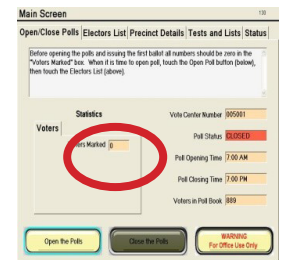 Main Screen 130
Open/Close Polls Electors List Precinct Details Tests and Lists Status
Before opening the polls and issuing the first ballot all numbers should be zero in the
"Voters Marked" box. When it is time to open poll, touch the Open Poll button (below),
then touch the Electors List (above).
Statistics
Voters
ers Marked 0
Vote Center Number 005001
Poll Status CLOSED
Poll Opening Time 7:00 AM
Poll Closing Time 7:00 PM
Voters in Poll Book 889
Open the Polls
Close the Polls
WARNING
For Office Use Only